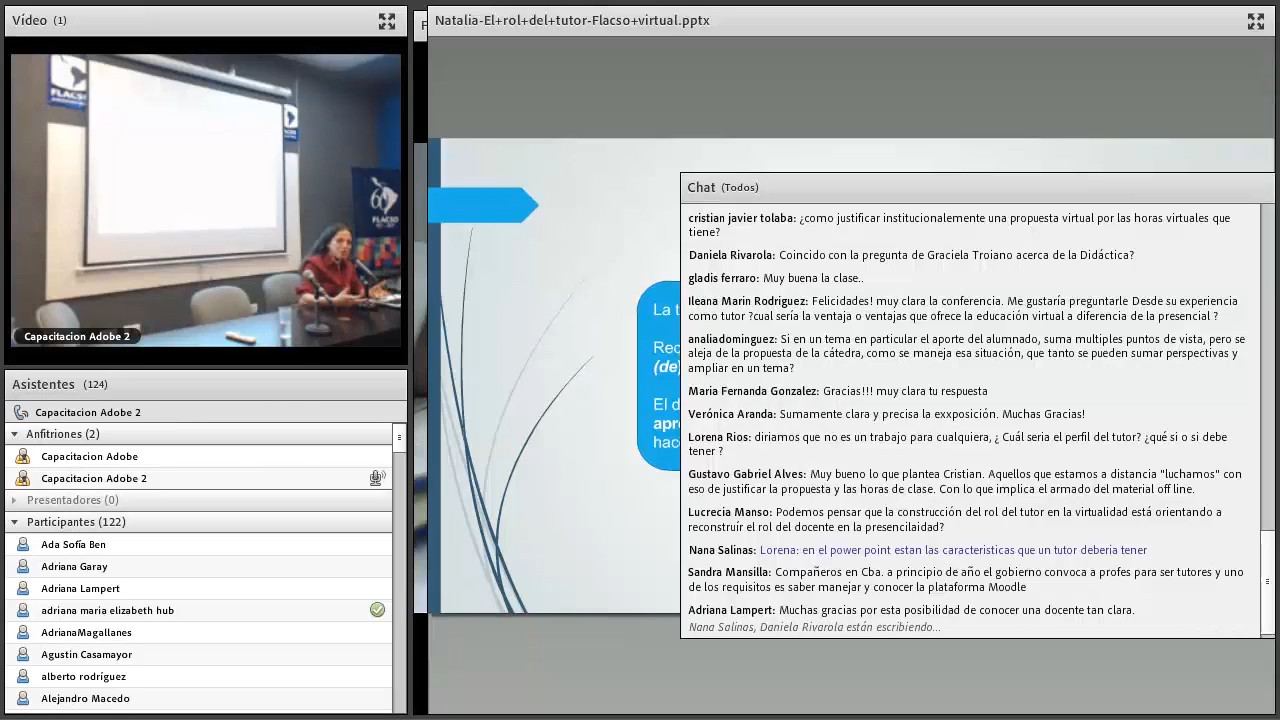 Vídeo (1)
FLACSO
FLACSO
Capacitacion Adobe 2
Asistentes (124)
Capacitacion Adobe 2
Anfitriones (2)
Capacitacion Adobe
Capacitacion Adobe 2
Presentadores (0)
Participantes (122)
Ada Sofía Ben
Adriana Garay
Adriana Lampert
adriana maria elizabeth hub
AdrianaMagallanes
Agustín Casamayor
alberto rodríguez
Alejandro Macedo
Natalia-El+rol+del+tutor-Flacso+virtual.pptx
La t
Rec
(de)
El d
apre
hac
Chat (Todos)
cristian javier tolaba: ¿como justificar institucionalemente una propuesta virtual por las horas virtuales que
tiene?
Daniela Rivarola: Coincido con la pregunta de Graciela Troiano acerca de la Didáctica?
gladis ferraro: Muy buena la clase..
Ileana Marin Rodriguez: Felicidades! muy clara la conferencia. Me gustaría preguntarle Desde su experiencia
como tutor ?cual sería la ventaja o ventajas que ofrece la educación virtual a diferencia de la presencial ?
analiadominguez: Si en un tema en particular el aporte del alumnado, suma multiples puntos de vista, pero se
aleja de la propuesta de la cátedra, como se maneja esa situación, que tanto se pueden sumar perspectivas y
ampliar en un tema?
Maria Fernanda Gonzalez: Gracias!!! muy clara tu respuesta
Verónica Aranda: Sumamente clara y precisa la exxposición. Muchas Gracias!
Lorena Rios: diriamos que no es un trabajo para cualquiera, ¿ Cuál seria el perfil del tutor? ¿qué si o si debe
tener ?
Gustavo Gabriel Alves: Muy bueno lo que plantea Cristian. Aquellos que estamos a distancia "luchamos" con
eso de justificar la propuesta y las horas de clase. Con lo que implica el armado del material off line.
Lucrecia Manso: Podemos pensar que la construcción del rol del tutor en la virtualidad está orientando a
reconstruír el rol del docente en la presencilaidad?
Nana Salinas: Lorena: en el power point estan las caracteristicas que un tutor deberia tener
Sandra Mansilla: Compañeros en Cba. a principio de año el gobierno convoca a profes para ser tutores y uno
de los requisitos es saber manejar y conocer la plataforma Moodle
Adriana Lampert: Muchas gracias por esta posibilidad de conocer una docente tan clara.
Nana Salinas, Daniela Rivarola están escribiendo...